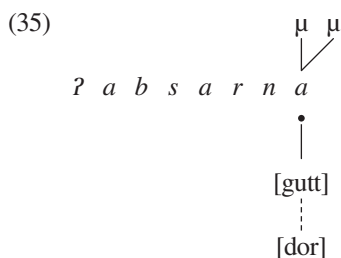 (35) μ μ
ʔ a b s a r n a
[gutt]
[dor]